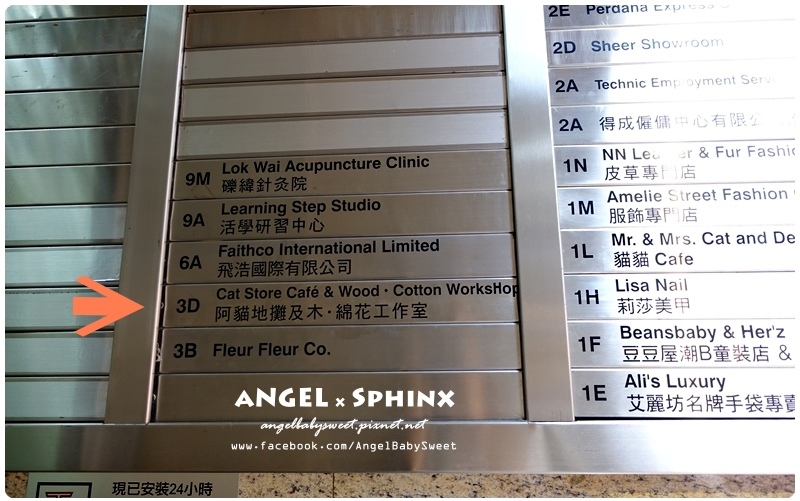 9M Lok Wai Acupuncture Clinic
礫緯針灸院
9A Learning Step Studio
活學研習中心
6A Faithco International Limited
飛浩國際有限公司
3D Cat Store Café & Wood · Cotton WorksHop
阿貓地攤及木·綿花工作室
3B Fleur Fleur Co.
2E Perdana Express
2D Sheer Showroom
2A Technic Employment
2A 得成僱傭中心有限公
1N NN & Fur Fashio
皮草專門店
1M Amelie Street Fashion
服飾專門店
1L Mr. & Mrs. Cat and De
貓貓 Cafe
1H Lisa Nail
莉莎美甲
1F Beansbaby & Her'z
豆豆屋潮B童裝店 &
1E Ali's Luxury
艾麗坊名牌手袋專賣
ANGEL x SPHINX
angelbabysweet.pixnet.net
www.facebook.com/AngelBabySweet
現已安裝24小時